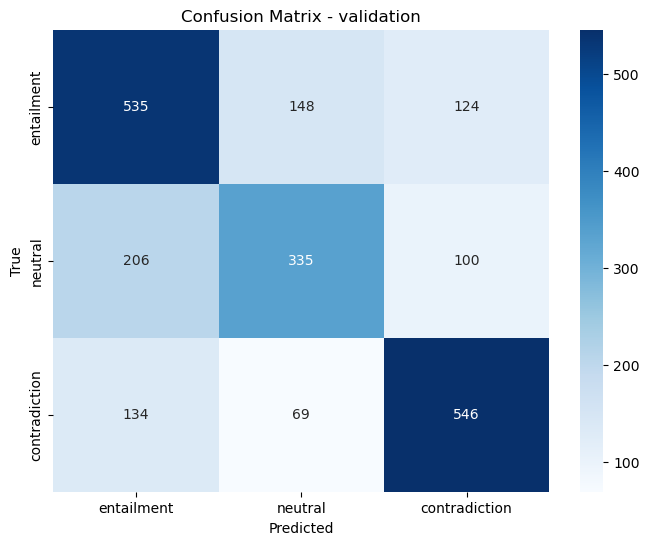 Confusion Matrix - validation
entailment 535 148 124
neutral 206 335 100
contradiction 134 69 546
True
entailment neutral contradiction
Predicted
500
400
300
200
100